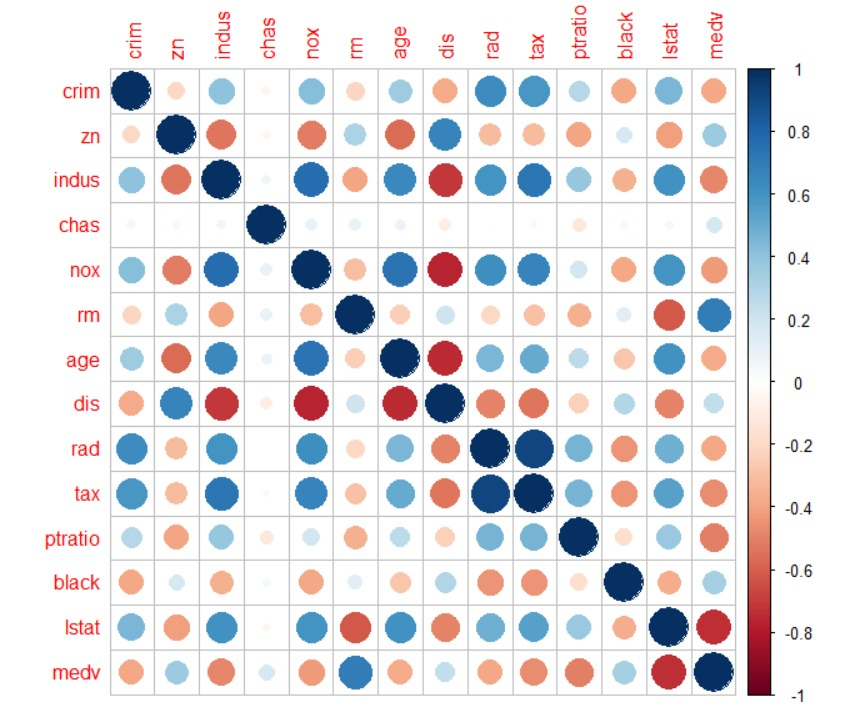 crim zn indus chas nox rm age dis rad tax ptratio black lstat medv
crim
zn
indus
chas
nox
rm
age
dis
rad
tax
ptratio
black
lstat
medv
1
0.8
0.6
0.4
0.2
0
-0.2
-0.4
-0.6
-0.8
-1